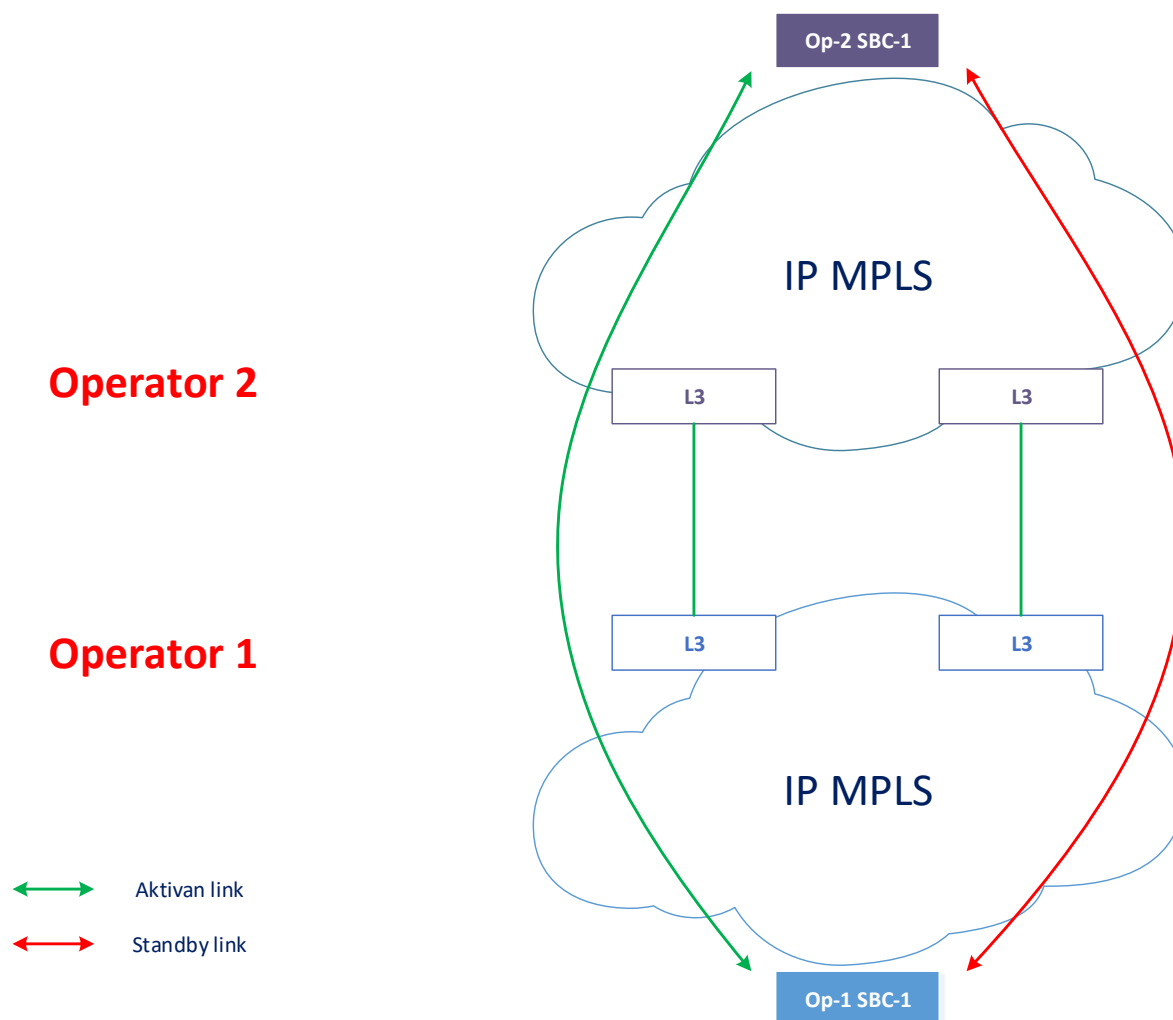 Op-2 SBC-1
IP MPLS
Operator 2
L3
L3
Operator 1
L3
L3
IP MPLS
Aktivan link
Standby link
Op-1 SBC-1